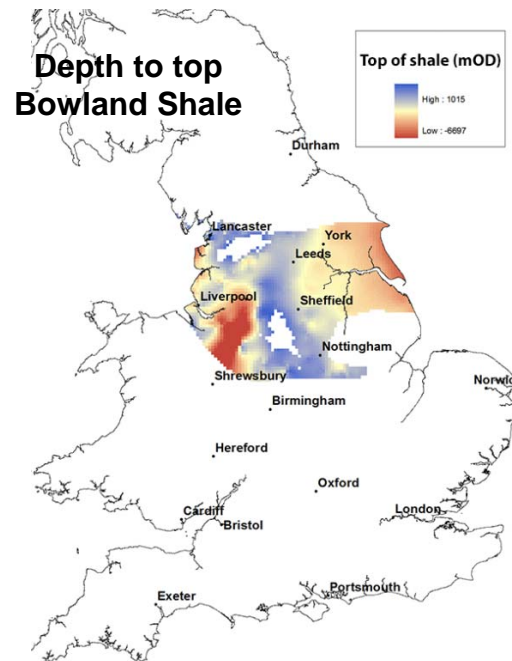 Depth to top
Bowland Shale
Top of shale (mOD)
High : 1015
Low : -6697
Durham
Lancaster
York
Leeds
Liverpool
Sheffield
Nottingham
Shrewsbury
Norwic
Birmingham
Hereford
Oxford
Cardiff
London
Bristol
Portsmouth
Exeter